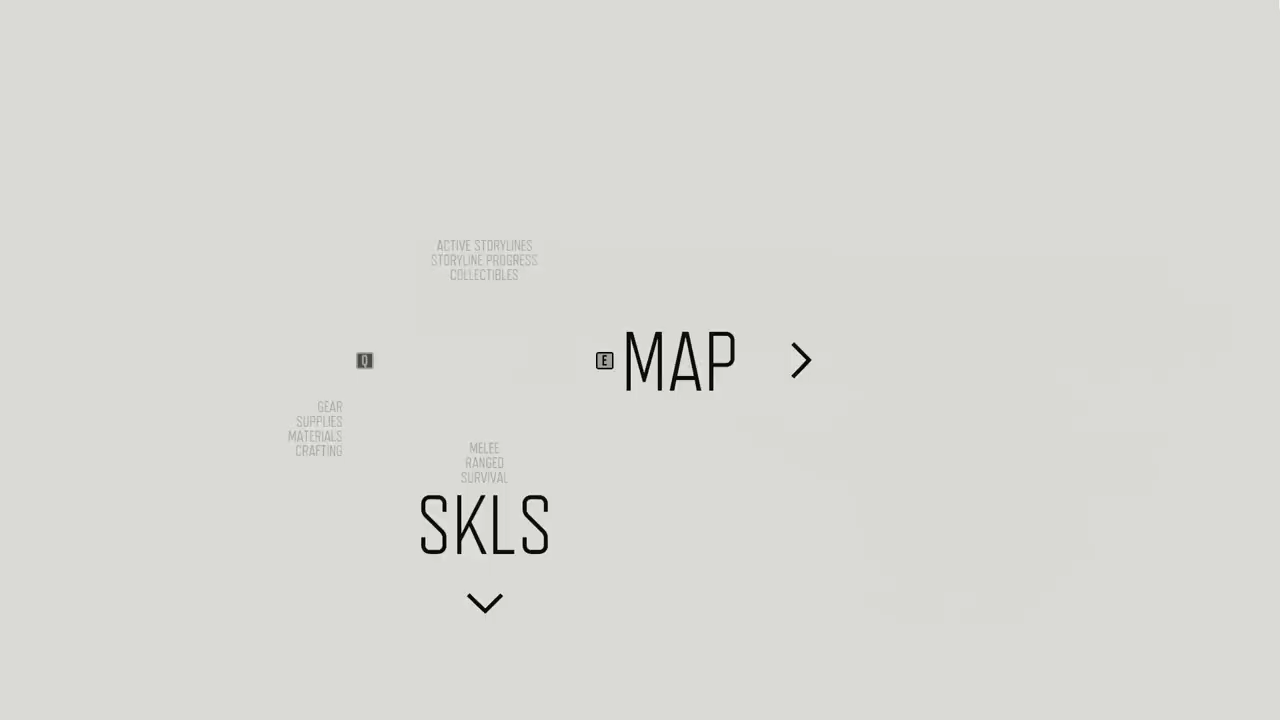 ACTIVE STORYLINES
STORYLINE PROGRESS
COLLECTIBLES
Q
E MAP
GEAR
SUPPLIES
MATERIALS
CRAFTING
MELEE
RANGED
SURVIVAL
SKLS